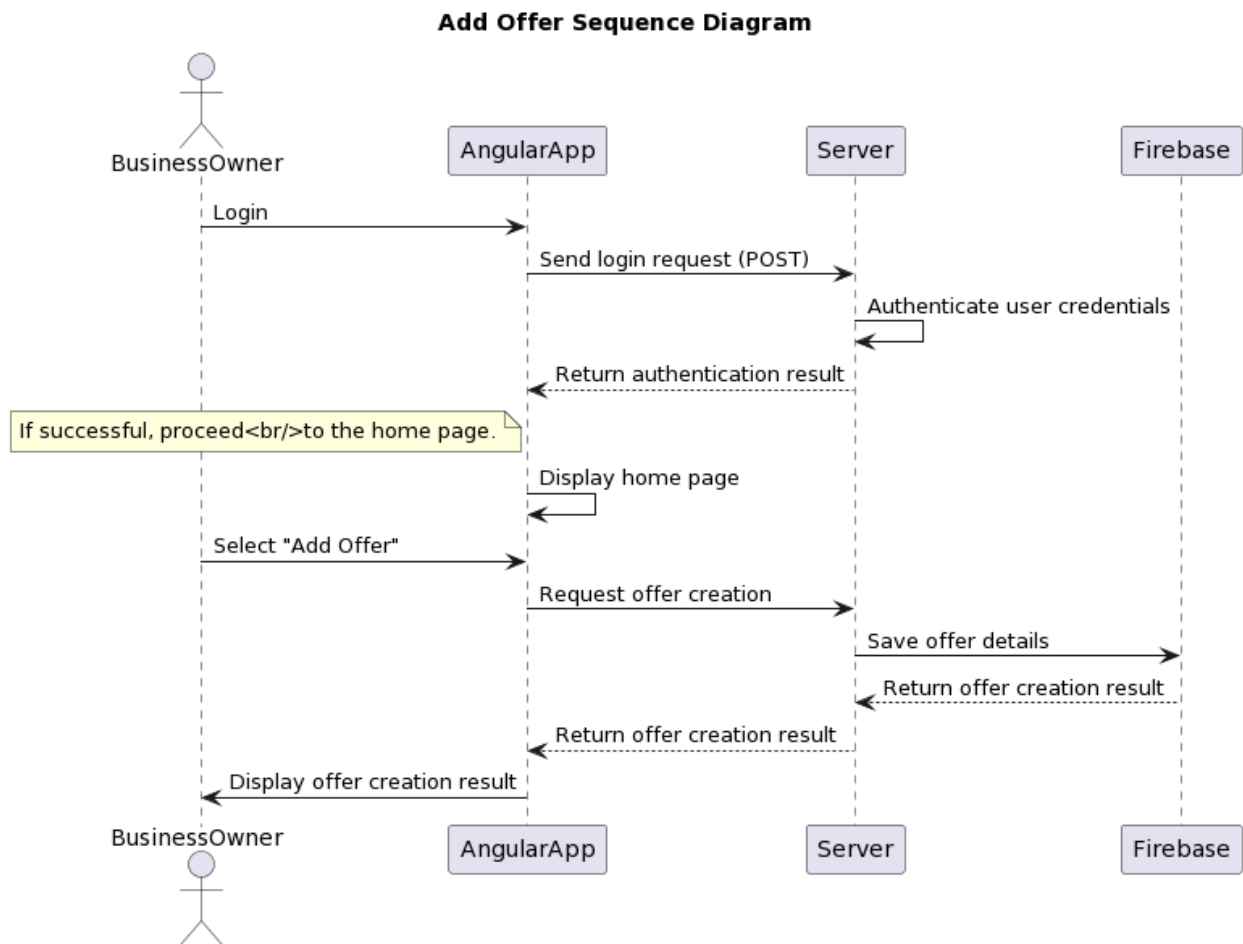 Add Offer Sequence Diagram
BusinessOwner
AngularApp
Server
Firebase
Login
Send login request (POST)
Authenticate user credentials
Return authentication result
If successful, proceed<br/>to the home page.
Display home page
Select "Add Offer"
Request offer creation
Save offer details
Return offer creation result
Return offer creation result
Display offer creation result
BusinessOwner
AngularApp
Server
Firebase